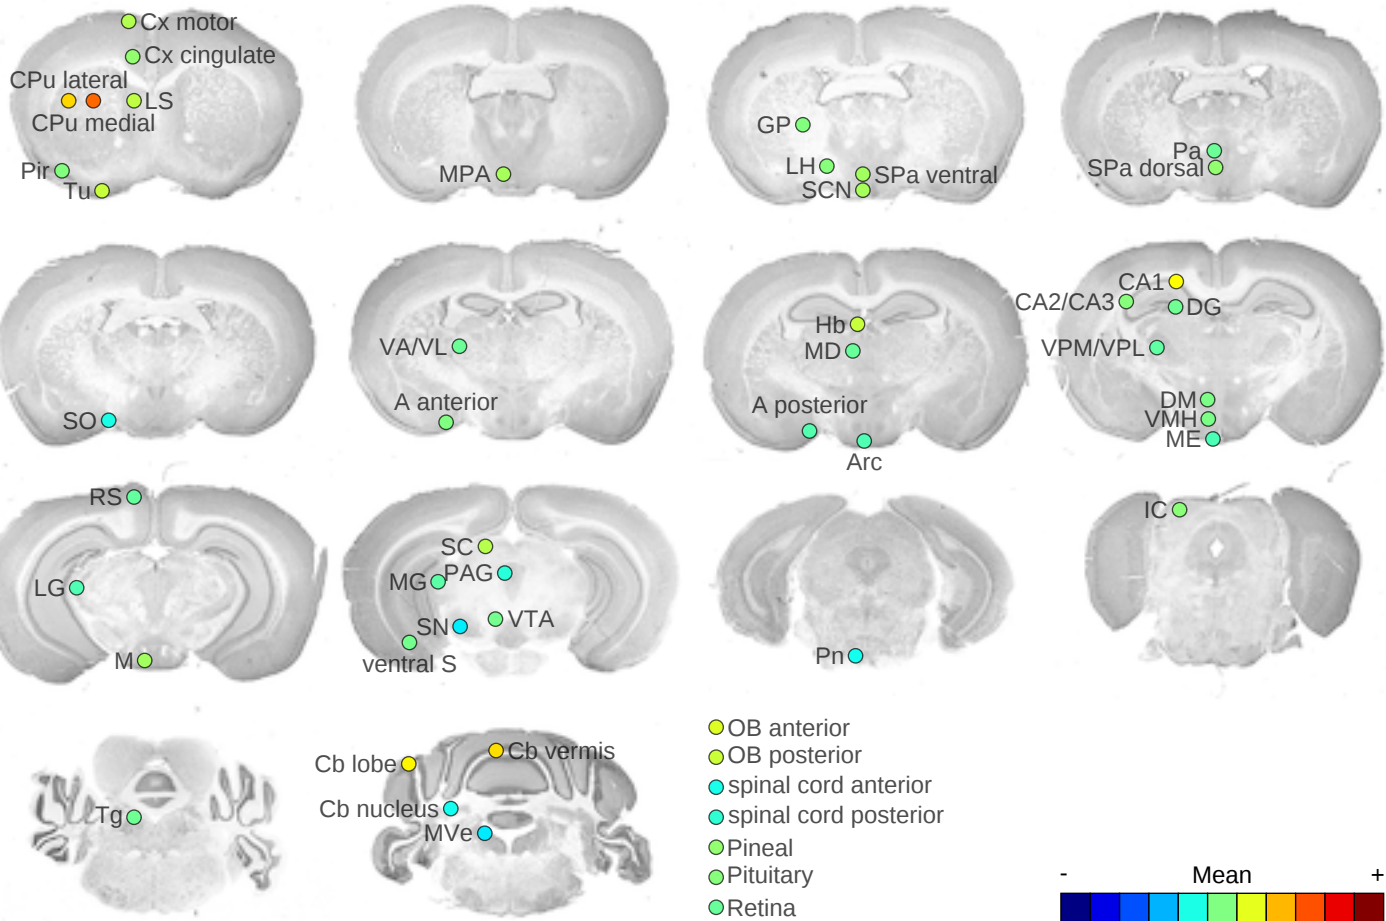 Cx motor
Cx cingulate
CPu lateral
LS
CPu medial
Pir
Tu
MPA
GP
LH
SPa ventral
SCN
Pa
SPa dorsal
SO
VA/VL
A anterior
Hb
MD
A posterior
Arc
CA1
CA2/CA3
DG
VPM/VPL
DM
VMH
ME
RS
LG
M
SC
PAG
MG
SN
VTA
ventral S
Pn
IC
Tg
Cb lobe
Cb vermis
Cb nucleus
MVe
OB anterior
OB posterior
spinal cord anterior
spinal cord posterior
Pineal
Pituitary
Retina
- Mean +